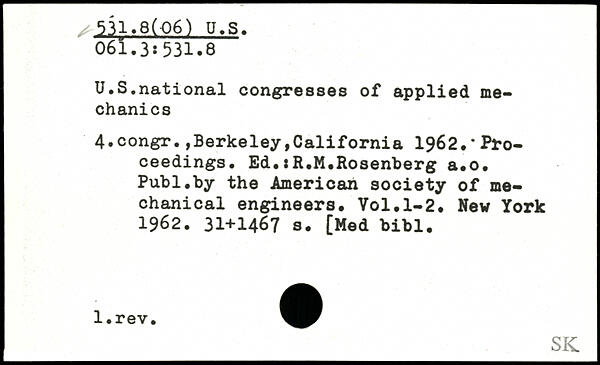 531.8(06) U.S.
061.3:531.8
U.S.national congresses of applied me-
chanics
4.congr.,Berkeley,California 1962. Pro-
ceedings. Ed.:R.M.Rosenberg a.o.
Publ.by the American society of me-
chanical engineers. Vol.1-2. New York
1962. 31+1467 s. [Med bibl.
1.rev.
SK